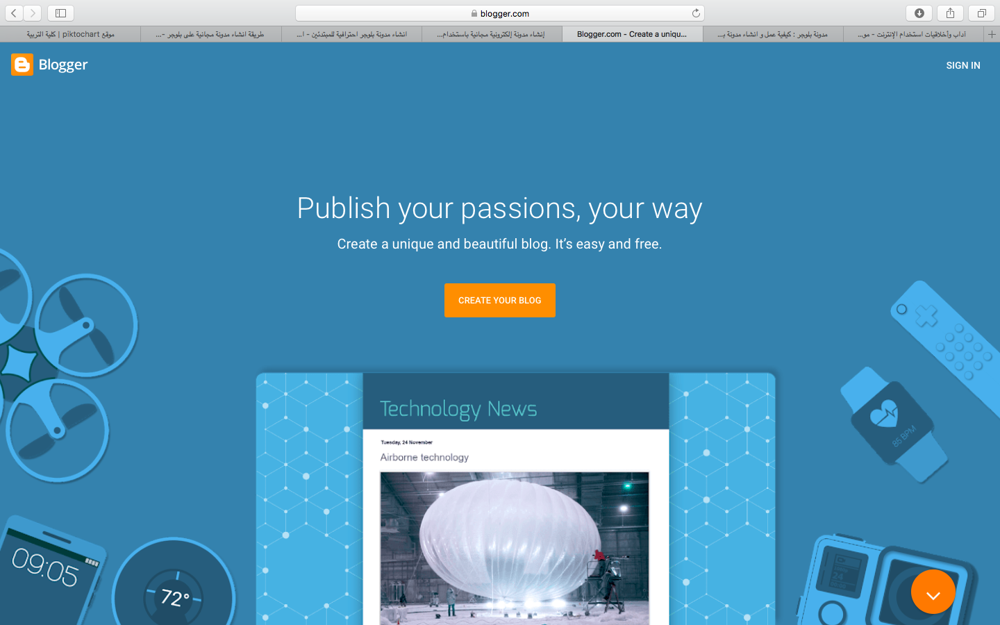 blogger.com
موقع piktochart | كلية التربية
طريقة انشاء مدونة مجانية على بلوجر -...
انشاء مدونة بلوجر احترافية للمبتدئين - ا...
إنشاء مدونة إلكترونية مجانية باستخدام...
Blogger.com - Create a uniqu...
مدونة بلوجر : كيفية عمل و انشاء مدونة ب...
آداب وأخلاقيات استخدام الإنترنت - مو...
Blogger
SIGN IN
Publish your passions, your way
Create a unique and beautiful blog. It's easy and free.
CREATE YOUR BLOG
Technology News
Tuesday, 24 November
Airborne technology
86 BPM
09:05
72°
24